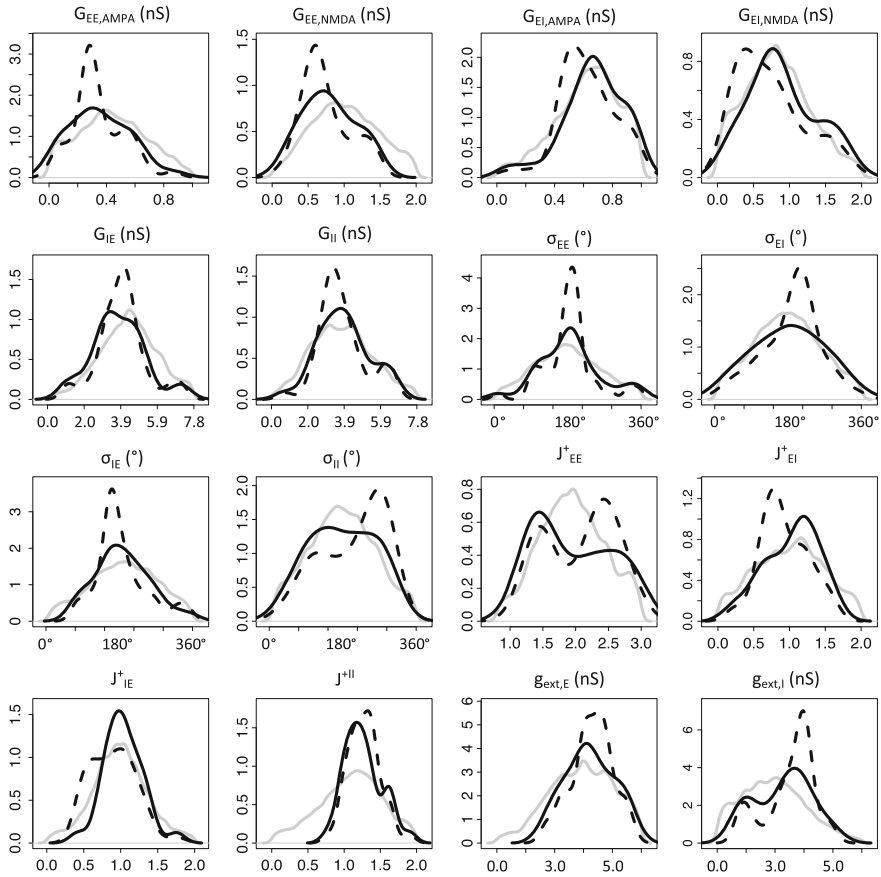 G_EE,AMPA (nS) G_EE,NMDA (nS) G_EI,AMPA (nS) G_EI,NMDA (nS)
0.0 1.0 2.0 3.0
0.0 0.4 0.8
0.0 0.5 1.0 1.5
0.0 0.5 1.0 1.5 2.0
0.0 0.5 1.0 1.5 2.0
0.0 0.4 0.8
0.0 0.4 0.8
0.0 0.5 1.0 1.5 2.0
G_IE (nS) G_II (nS) σ_EE (°) σ_EI (°)
0.0 0.5 1.0 1.5
0.0 2.0 3.9 5.9 7.8
0.0 0.5 1.0 1.5
0.0 2.0 3.9 5.9 7.8
0 1 2 3 4
0° 180° 360°
0.0 1.0 2.0
0° 180° 360°
σ_IE (°) σ_II (°) J⁺_EE J⁺_EI
0 1 2 3
0° 180° 360°
0.0 0.5 1.0 1.5 2.0
0° 180° 360°
0.0 0.2 0.4 0.6 0.8
1.0 1.5 2.0 2.5 3.0
0.0 0.4 0.8 1.2
0.0 0.5 1.0 1.5 2.0
J⁺_IE J⁺ᴵᴵ g_ext,E (nS) g_ext,I (nS)
0.0 0.5 1.0 1.5
0.0 0.5 1.0 1.5 2.0
0.0 0.5 1.0 1.5
0.0 0.5 1.0 1.5 2.0
0 1 2 3 4 5 6
0.0 3.0 5.0
0 2 4 6
0.0 3.0 5.0